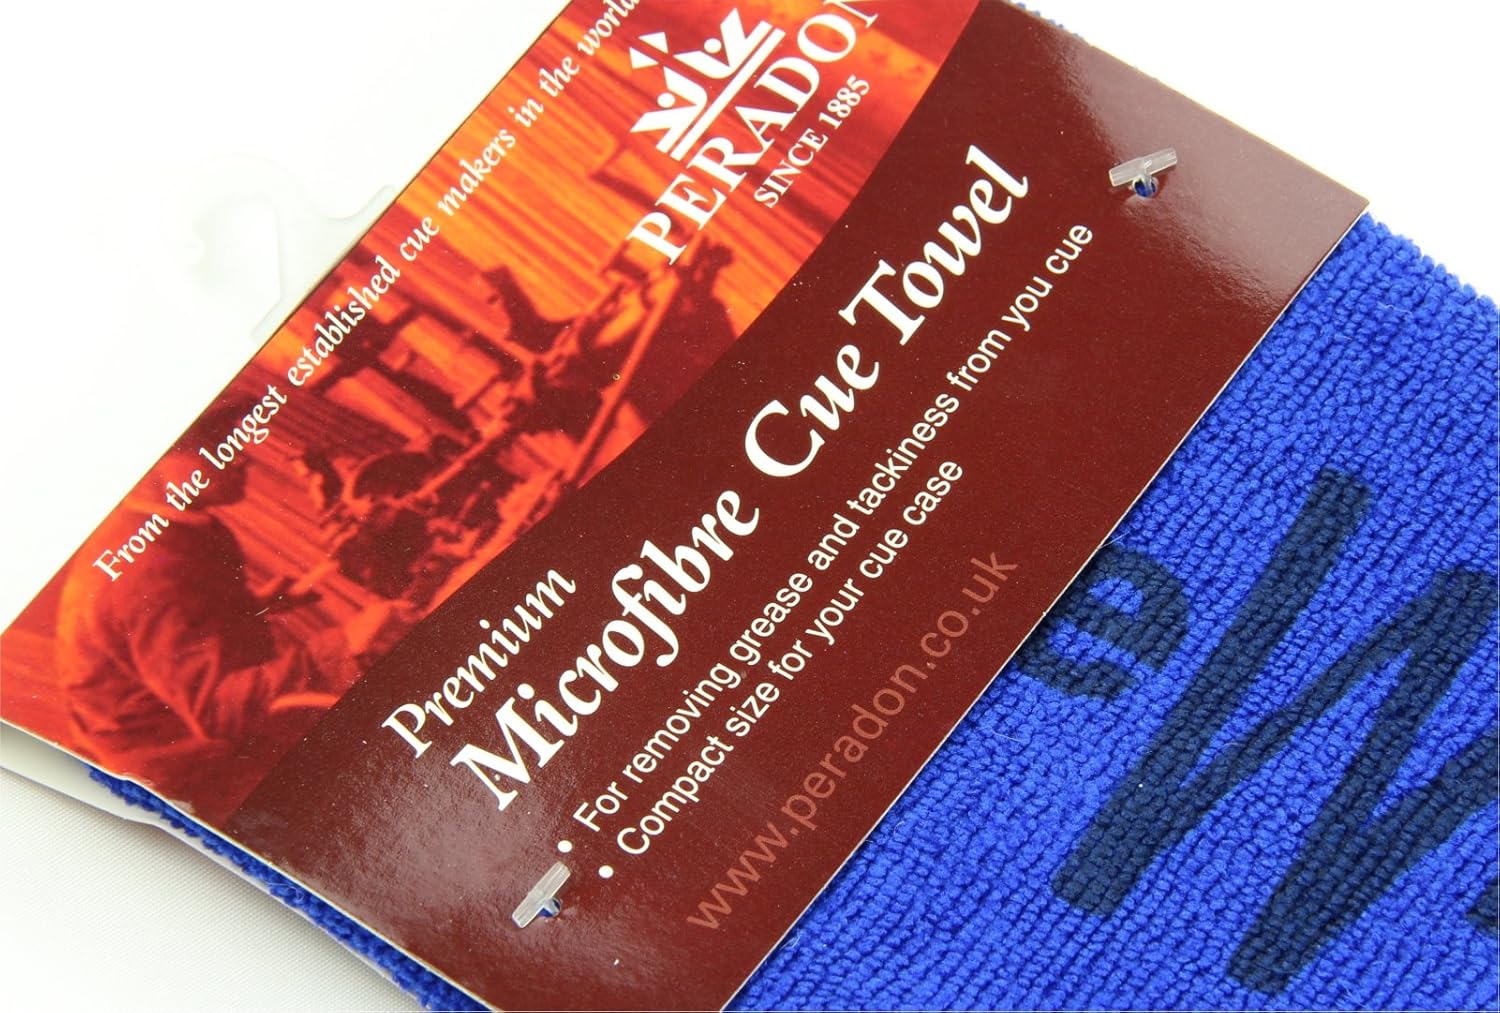 From the longest established cue makers in the world
PERADON
SINCE 1885
Premium
Microfibre Cue Towel
• For removing grease and tackiness from you cue
• Compact size for your cue case
www.peradon.co.uk